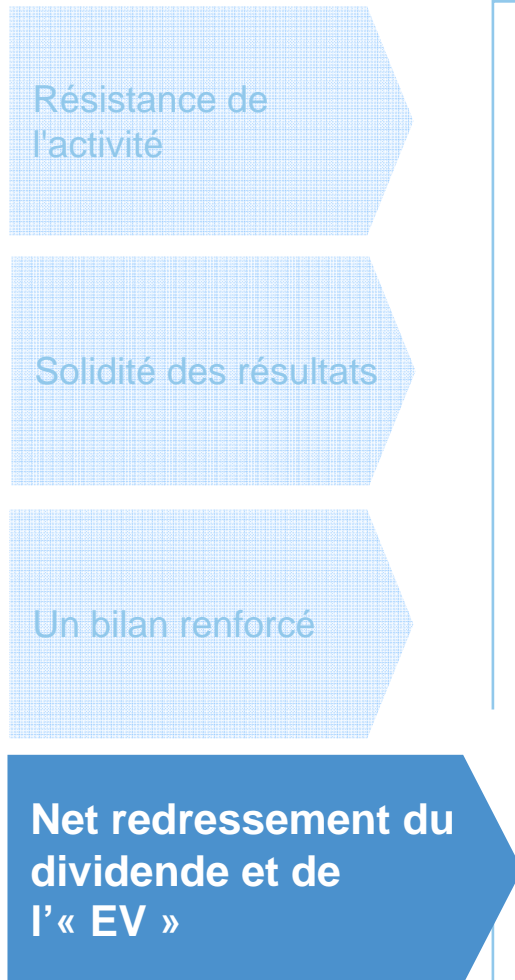 Résistance de
l'activité
Solidité des résultats
Un bilan renforcé
Net redressement du
dividende et de
l’« EV »